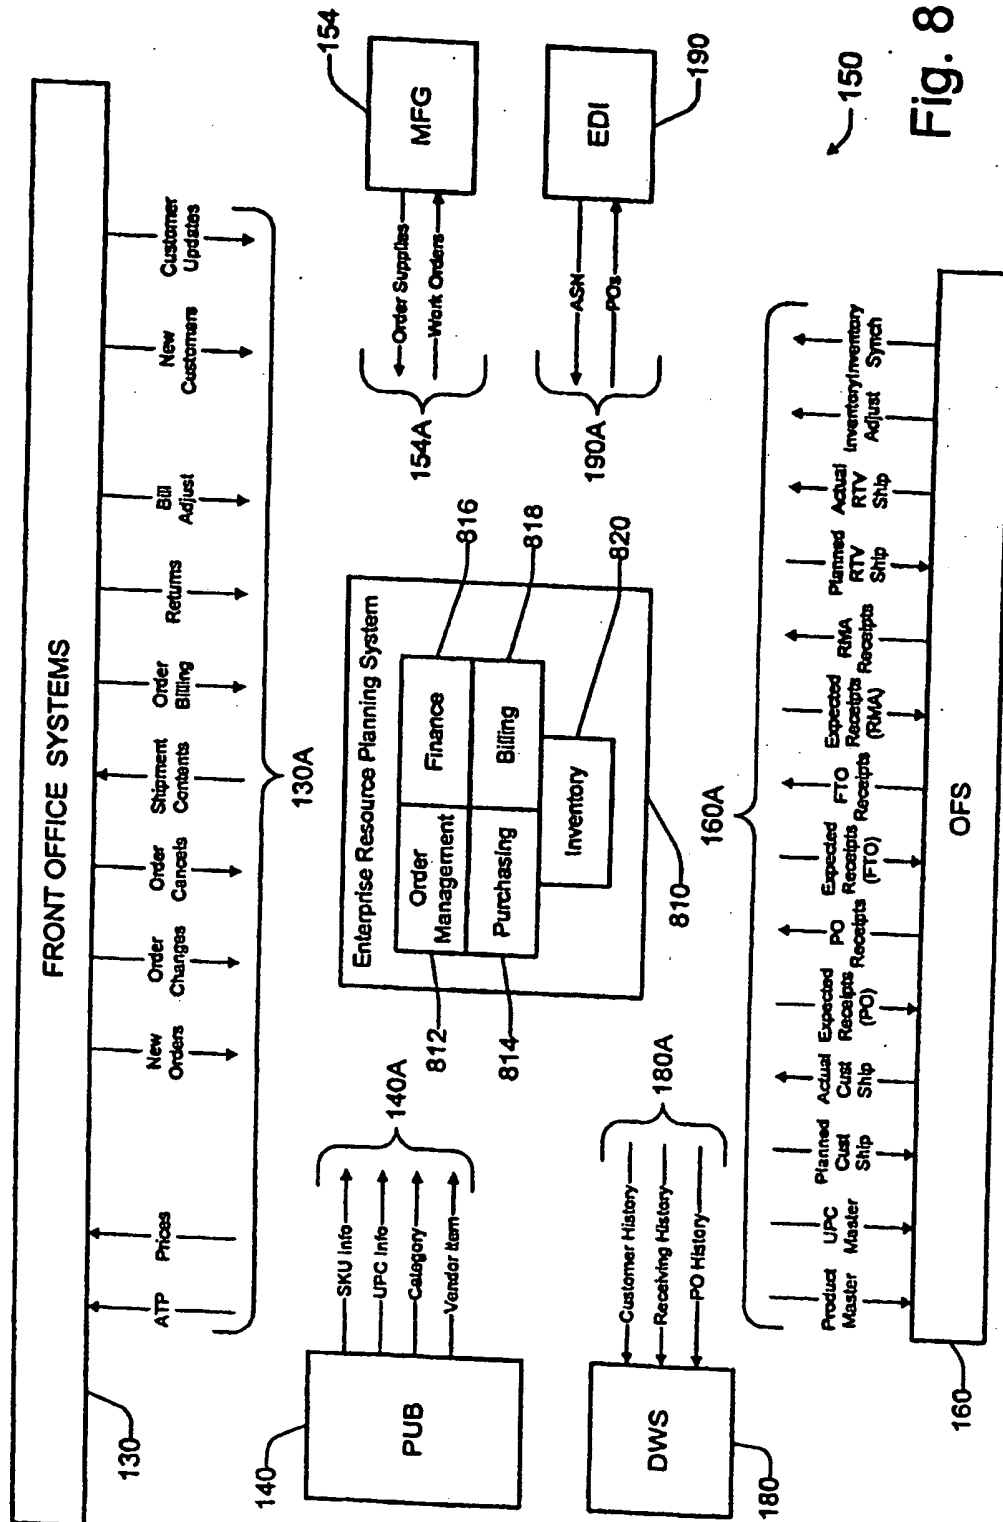 FRONT OFFICE SYSTEMS
130
ATP
Prices
New
Orders
Order
Changes
Order
Cancels
Shipment
Contents
Order
Billing
Returns
Bill
Adjust
New
Customers
Customer
Updates
130A
140
PUB
SKU Info
UPC Info
Category
Vendor Item
140A
Enterprise Resource Planning System
Order
Management
Finance
Purchasing
Billing
Inventory
812
814
816
818
820
810
154
MFG
Order Supplies
Work Orders
154A
180
DWS
Customer History
Receiving History
PO History
180A
190
EDI
ASN
POs
190A
160A
Product
Master
UPC
Master
Planned
Cust
Ship
Actual
Cust
Ship
Expected
Receipts
(PO)
PO
Receipts
Expected
Receipts
(FTO)
FTO
Receipts
Expected
Receipts
(RMA)
RMA
Receipts
Planned
RTV
Ship
Actual
RTV
Ship
Inventory
Adjust
Inventory
Synch
OFS
160
150
Fig. 8